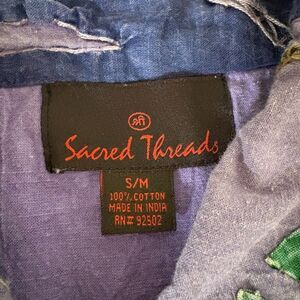 Sacred Threads
S/M
100% COTTON
MADE IN INDIA
RN# 92502